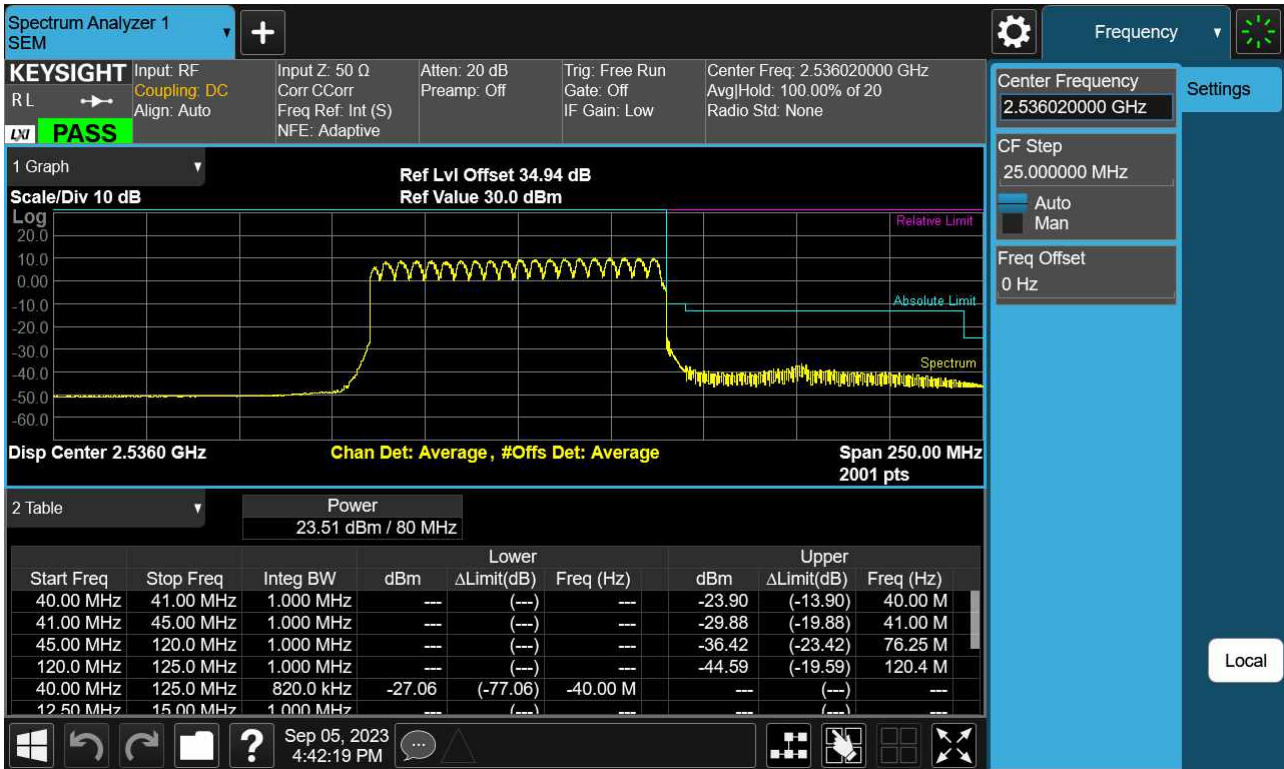 Spectrum Analyzer 1
SEM
+
Frequency
KEYSIGHT
R L
LXI
PASS
Input: RF
Coupling: DC
Align: Auto
Input Z: 50 Ω
Corr CCorr
Freq Ref: Int (S)
NFE: Adaptive
Atten: 20 dB
Preamp: Off
Trig: Free Run
Gate: Off
IF Gain: Low
Center Freq: 2.536020000 GHz
Avg|Hold: 100.00% of 20
Radio Std: None
Center Frequency
2.536020000 GHz
Settings
CF Step
25.000000 MHz
Auto
Man
Freq Offset
0 Hz
1 Graph
Scale/Div 10 dB
Ref Lvl Offset 34.94 dB
Ref Value 30.0 dBm
Log
20.0
10.0
0.00
-10.0
-20.0
-30.0
-40.0
-50.0
-60.0
Relative Limit
Absolute Limit
Spectrum
Disp Center 2.5360 GHz
Chan Det: Average , #Offs Det: Average
Span 250.00 MHz
2001 pts
2 Table
Power
23.51 dBm / 80 MHz
Lower Upper
Start Freq Stop Freq Integ BW dBm ΔLimit(dB) Freq (Hz) dBm ΔLimit(dB) Freq (Hz)
40.00 MHz 41.00 MHz 1.000 MHz --- (---) --- -23.90 (-13.90) 40.00 M
41.00 MHz 45.00 MHz 1.000 MHz --- (---) --- -29.88 (-19.88) 41.00 M
45.00 MHz 120.0 MHz 1.000 MHz --- (---) --- -36.42 (-23.42) 76.25 M
120.0 MHz 125.0 MHz 1.000 MHz --- (---) --- -44.59 (-19.59) 120.4 M
40.00 MHz 125.0 MHz 820.0 kHz -27.06 (-77.06) -40.00 M --- (---) ---
12.50 MHz 15.00 MHz 1.000 MHz --- (---) --- --- (---) ---
Local
?
Sep 05, 2023
4:42:19 PM